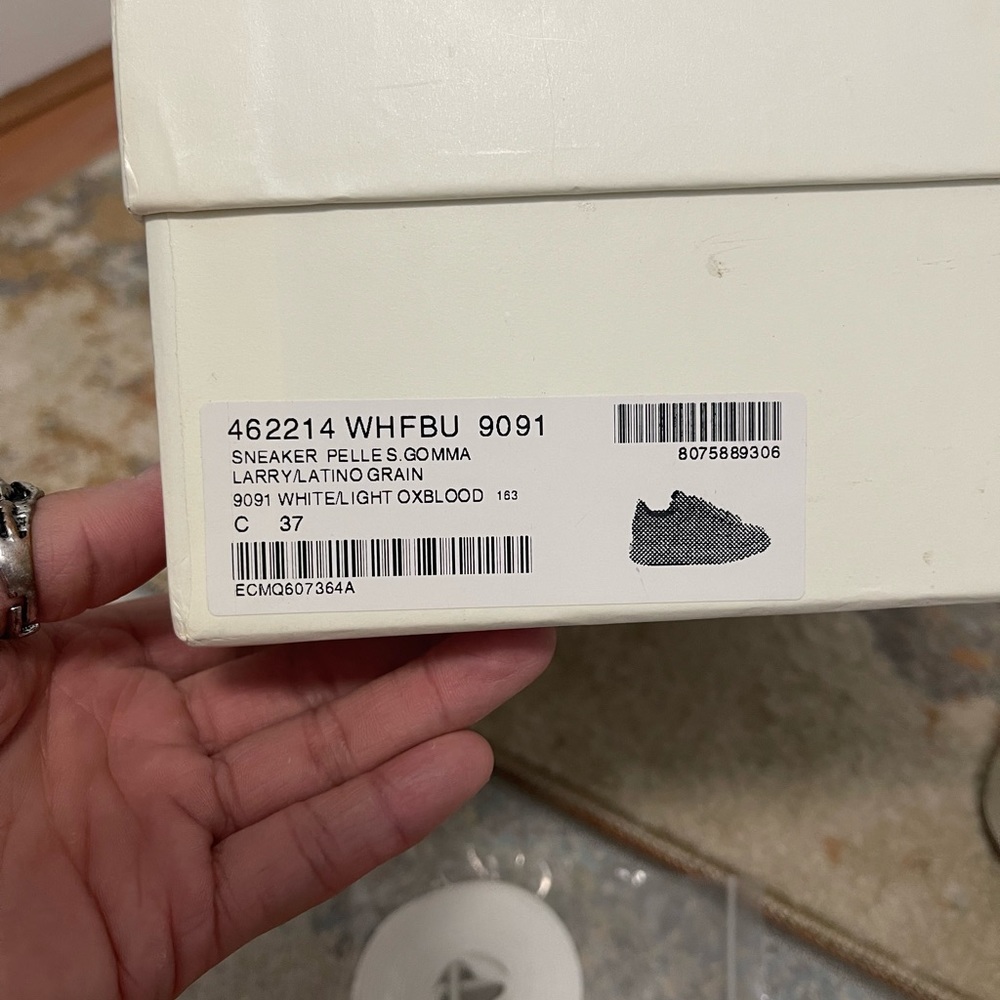 462214 WHFBU 9091
SNEAKER PELLE S.GOMMA
LARRY/LATINO GRAIN
9091 WHITE/LIGHT OXBLOOD 163
C 37
ECMQ607364A
8075889306